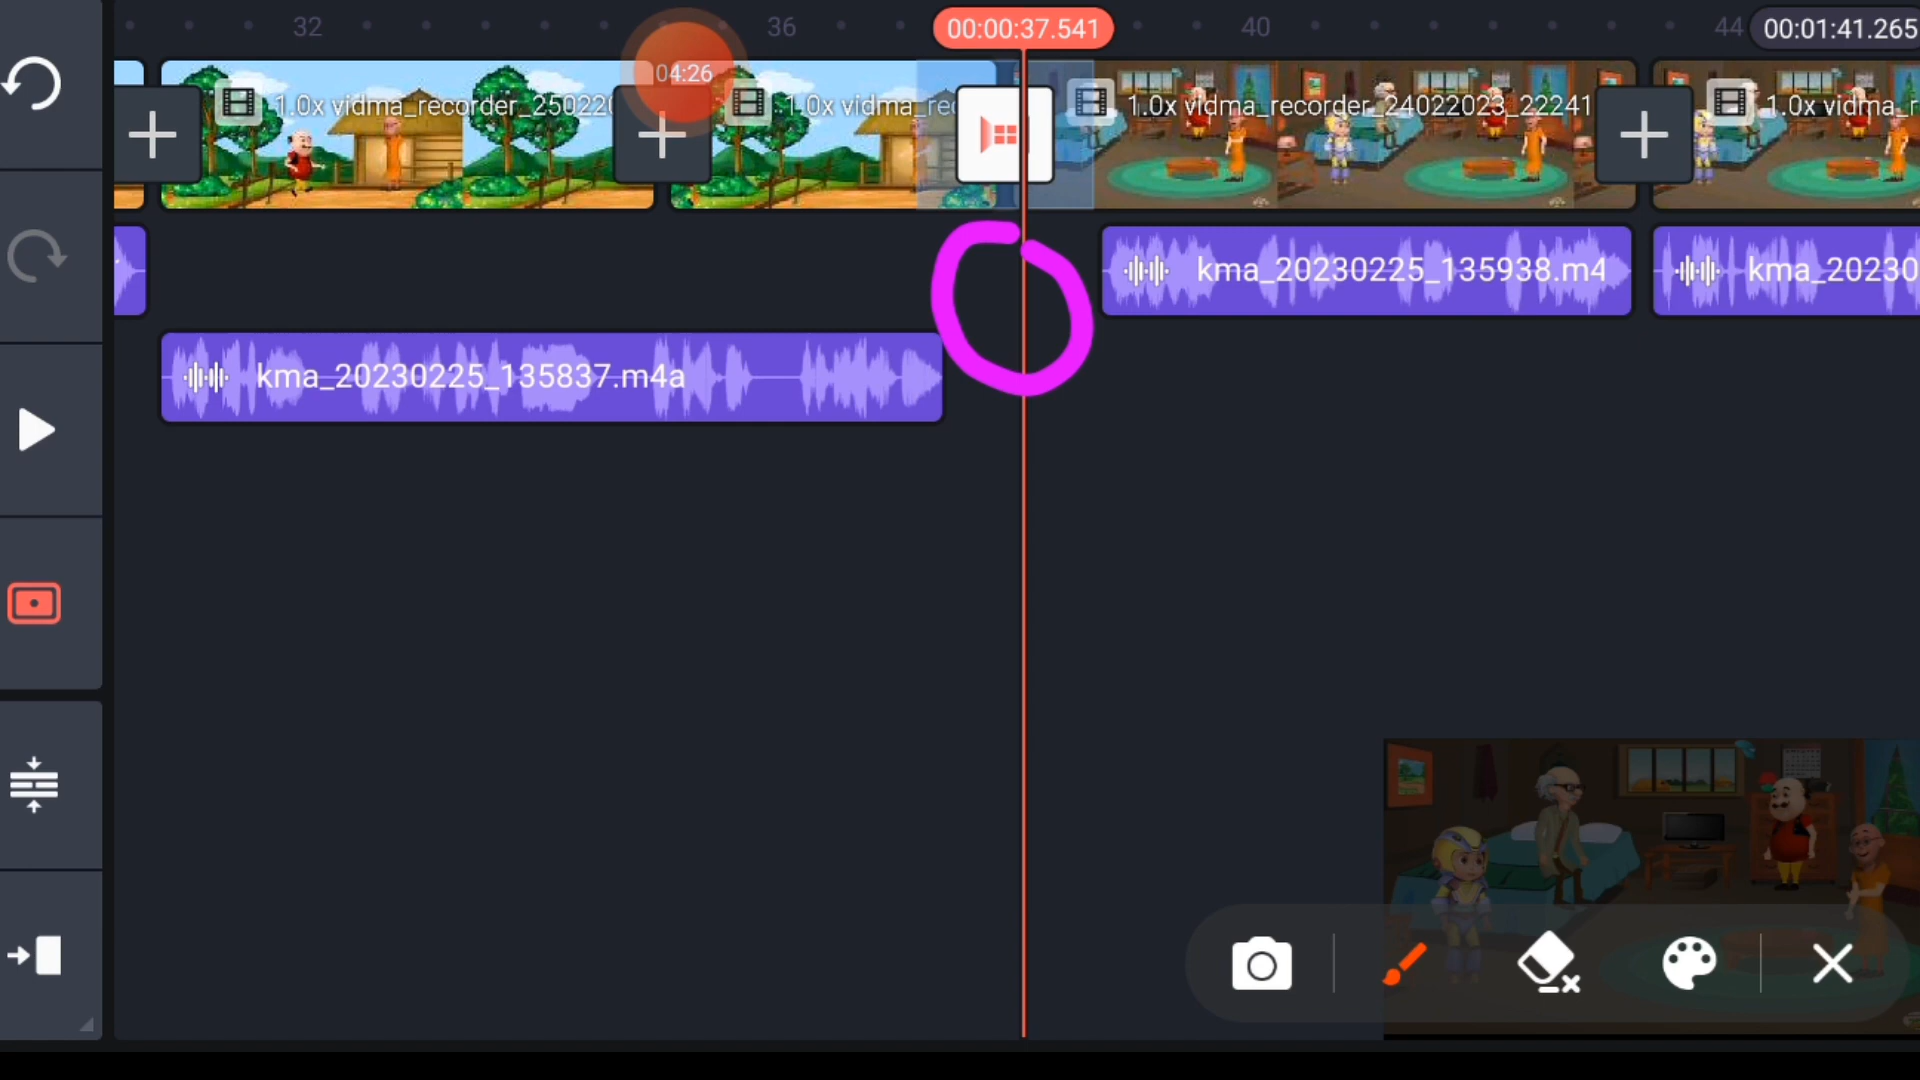 32 36 00:00:37.541 40 44 00:01:41.265
04:26
1.0x vidma_recorder_25022 1.0x vidma_rec 1.0x vidma_recorder_24022023_22241 1.0x vidma_r
kma_20230225_135938.m4 kma_20230
kma_20230225_135837.m4a